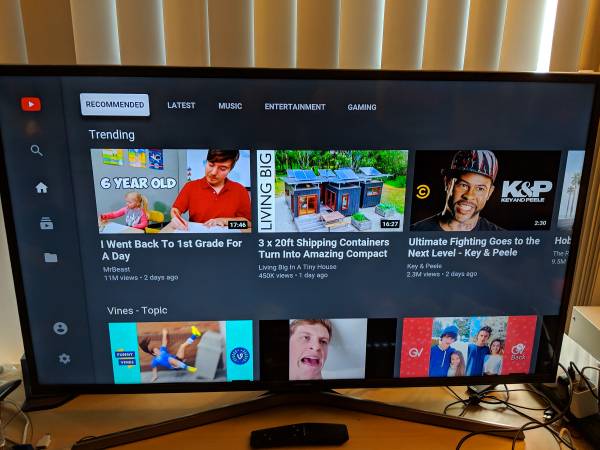 RECOMMENDED LATEST MUSIC ENTERTAINMENT GAMING
Trending
6 YEAR OLD
17:46
LIVING BIG
16:27
K&P
KEY AND PEELE
2:30
I Went Back To 1st Grade For
A Day
MrBeast
11M views • 2 days ago
3 x 20ft Shipping Containers
Turn Into Amazing Compact
Living Big In A Tiny House
450K views • 1 day ago
Ultimate Fighting Goes to the
Next Level - Key & Peele
Key & Peele
2.3M views • 2 days ago
Hob
The R
9.5M
Vines - Topic
FUNNY
VINES
GV
GV
Back